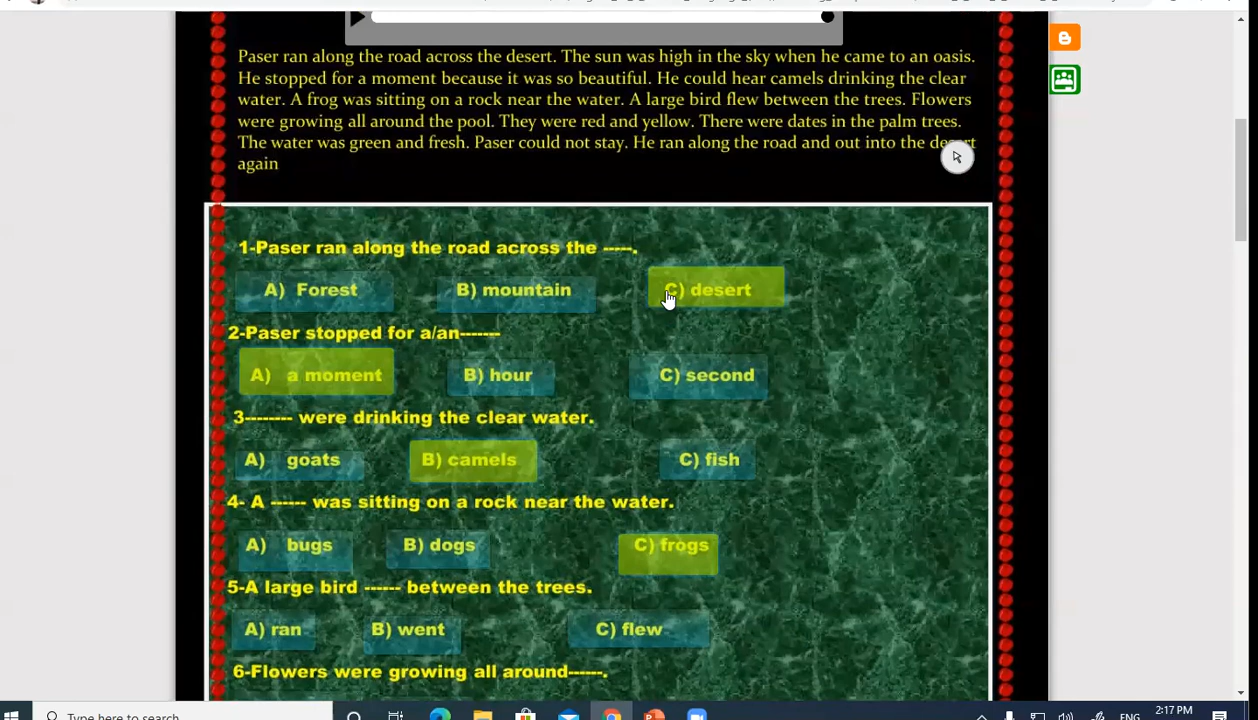 Paser ran along the road across the desert. The sun was high in the sky when he came to an oasis.
He stopped for a moment because it was so beautiful. He could hear camels drinking the clear
water. A frog was sitting on a rock near the water. A large bird flew between the trees. Flowers
were growing all around the pool. They were red and yellow. There were dates in the palm trees.
The water was green and fresh. Paser could not stay. He ran along the road and out into the desert
again
1-Paser ran along the road across the -----.
A) Forest B) mountain C) desert
2-Paser stopped for a/an-------
A) a moment B) hour C) second
3-------- were drinking the clear water.
A) goats B) camels C) fish
4- A ------ was sitting on a rock near the water.
A) bugs B) dogs C) frogs
5-A large bird ------ between the trees.
A) ran B) went C) flew
6-Flowers were growing all around------.
Type here to search
ENG 2:17 PM